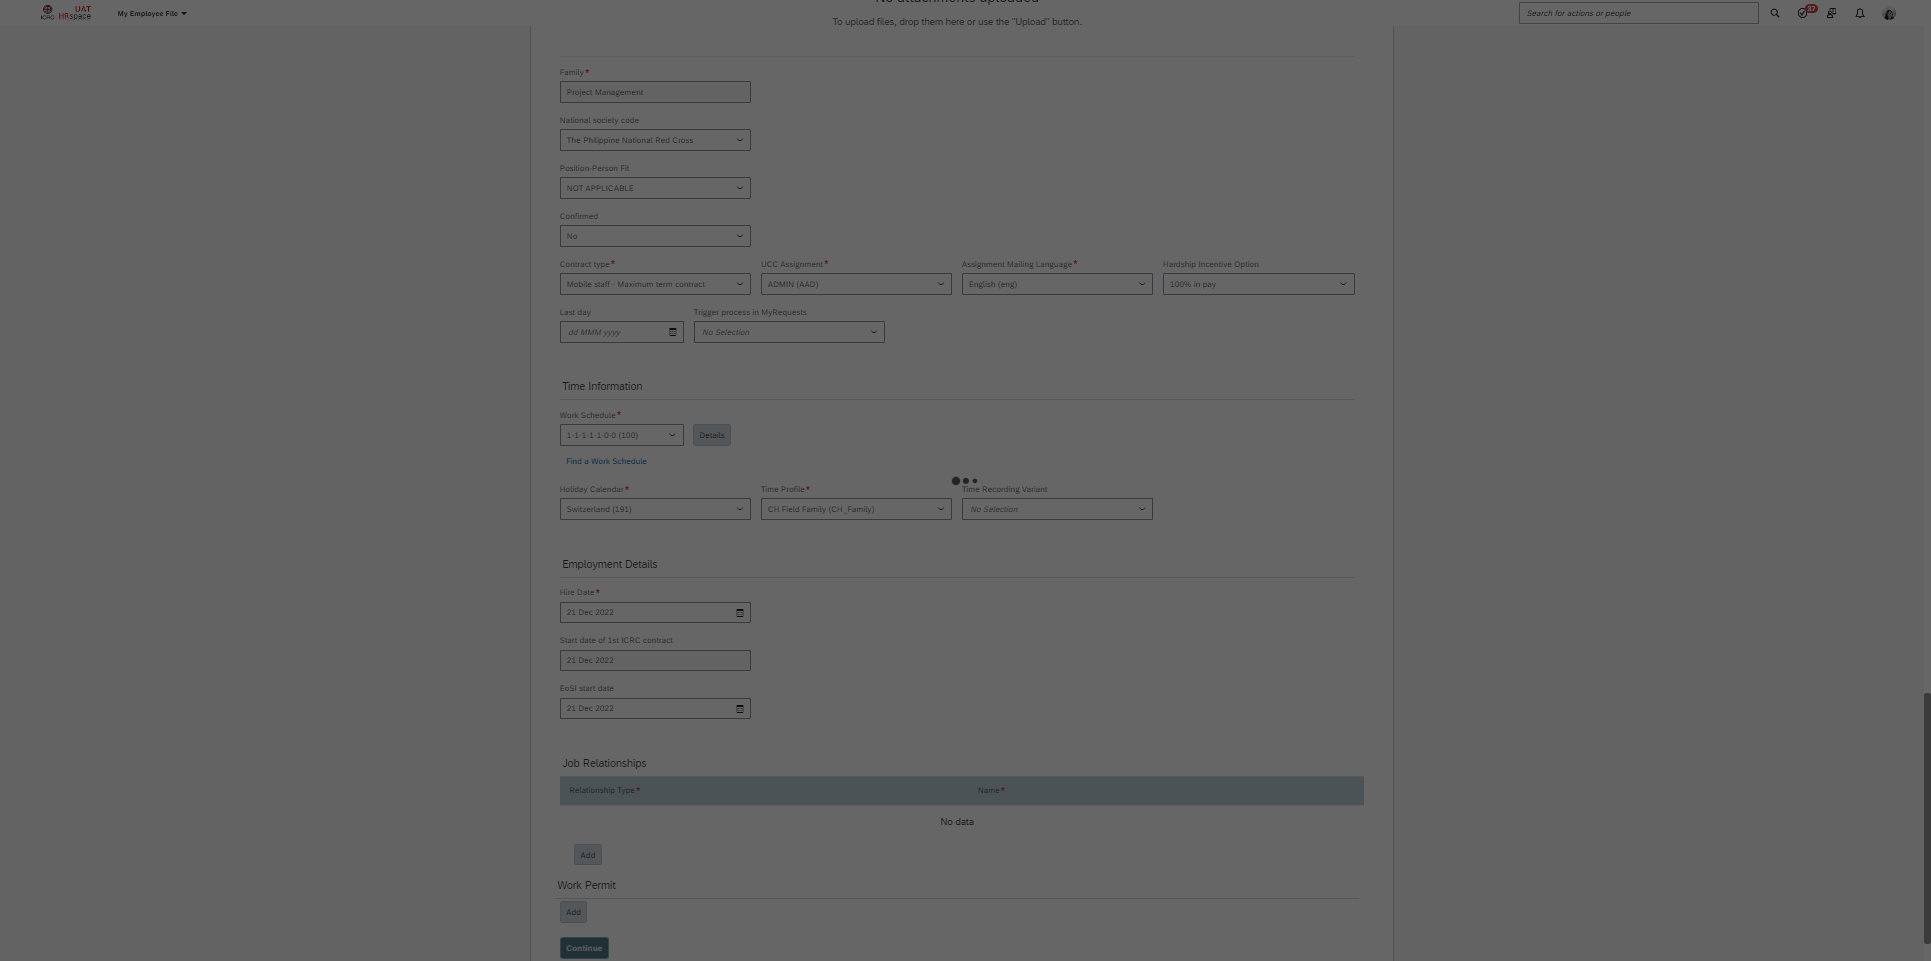 No attachments uploaded
ICRC UAT HRspace
My Employee File
Search for actions or people
37
To upload files, drop them here or use the "Upload" button.
Family*
Project Management
National society code
The Philippine National Red Cross
Position-Person Fit
NOT APPLICABLE
Confirmed
No
Contract type* UCC Assignment* Assignment Mailing Language* Hardship Incentive Option
Mobile staff - Maximum term contract ADMIN (AAD) English (eng) 100% in pay
Last day Trigger process in MyRequests
dd MMM yyyy No Selection
Time Information
Work Schedule*
1-1-1-1-1-0-0 (100) Details
Find a Work Schedule
Holiday Calendar* Time Profile* Time Recording Variant
Switzerland (191) CH Field Family (CH_Family) No Selection
Employment Details
Hire Date*
21 Dec 2022
Start date of 1st ICRC contract
21 Dec 2022
EoSI start date
21 Dec 2022
Job Relationships
Relationship Type* Name*
No data
Add
Work Permit
Add
Continue